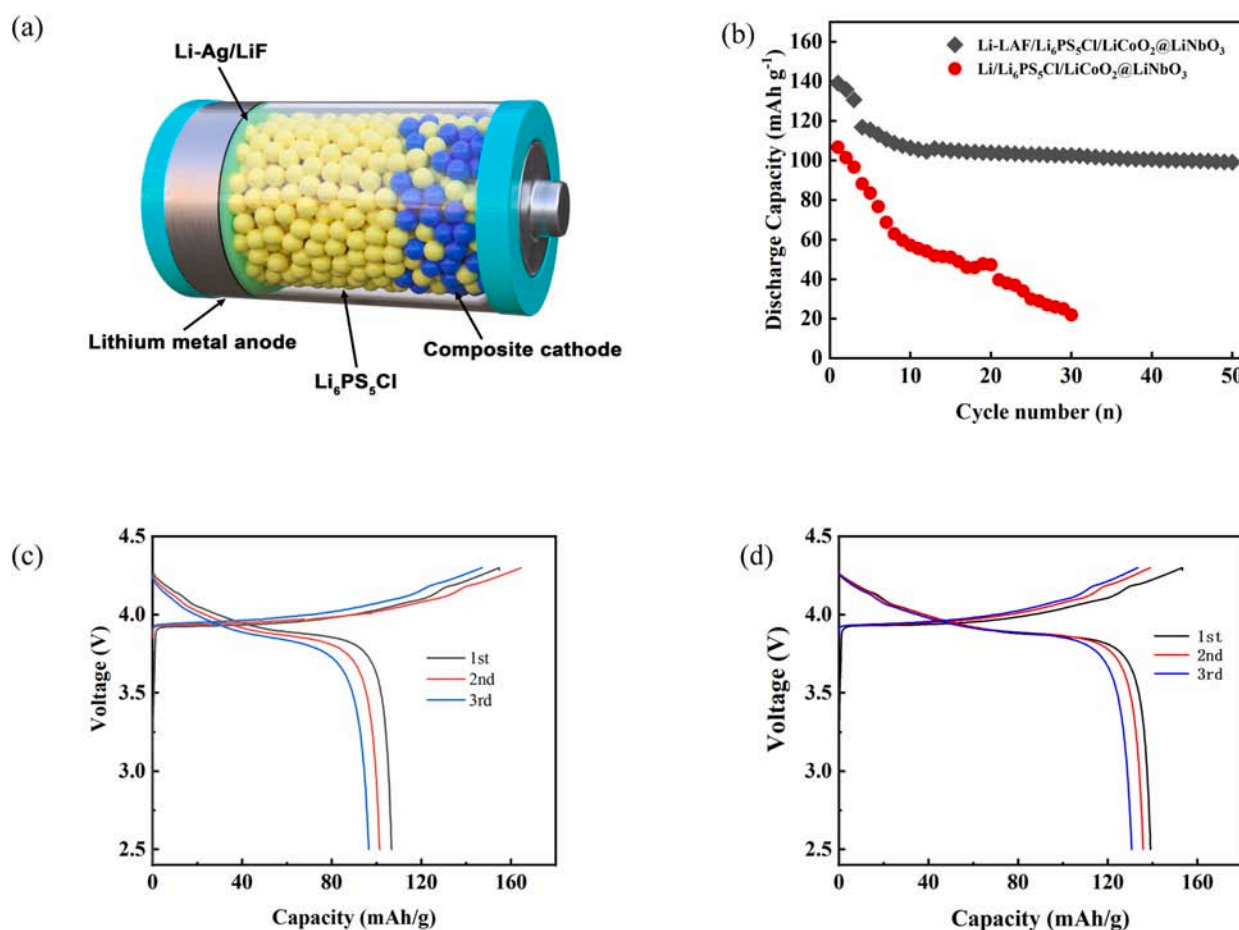 (a)
Li-Ag/LiF
Lithium metal anode
Li₆PS₅Cl
Composite cathode
(b)
Discharge Capacity (mAh g⁻¹)
160
140
120
100
80
60
40
20
0
Li-LAF/Li₆PS₅Cl/LiCoO₂@LiNbO₃
Li/Li₆PS₅Cl/LiCoO₂@LiNbO₃
0 10 20 30 40 50
Cycle number (n)
(c)
Voltage (V)
4.5
4.0
3.5
3.0
2.5
1st
2nd
3rd
0 40 80 120 160
Capacity (mAh/g)
(d)
Voltage (V)
4.5
4.0
3.5
3.0
2.5
1st
2nd
3rd
0 40 80 120 160
Capacity (mAh/g)